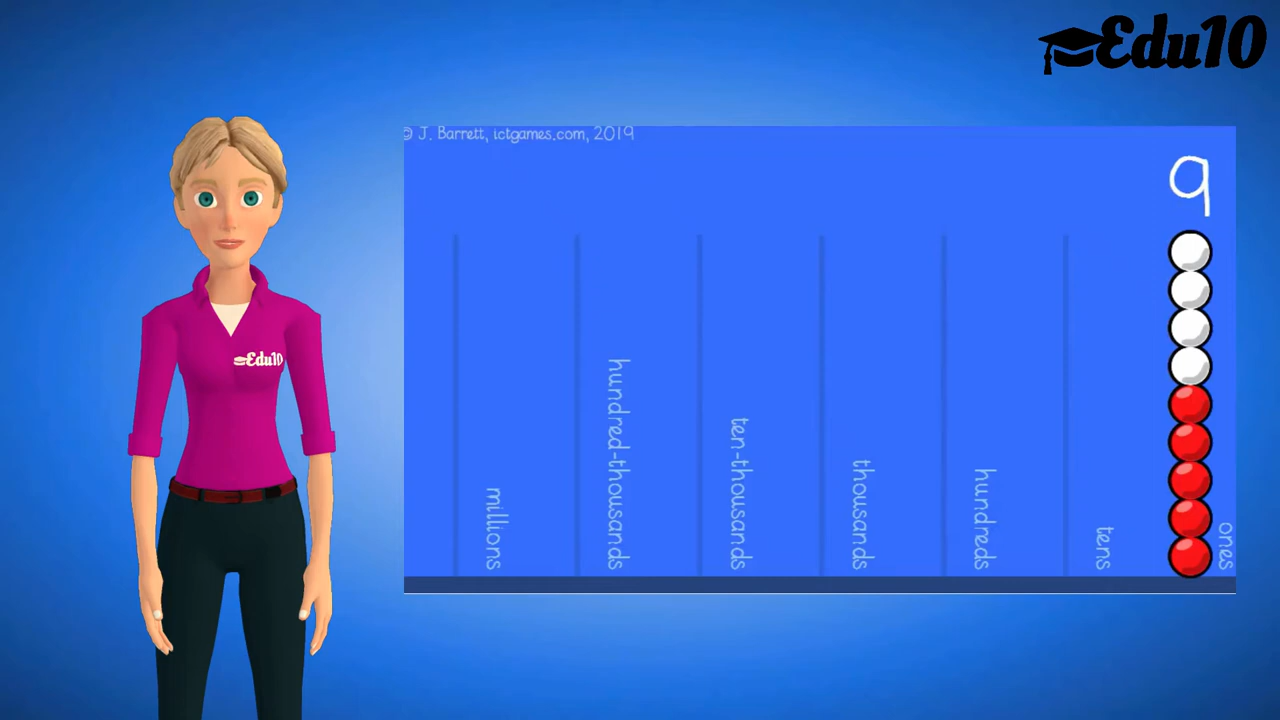 Edu10
© J. Barrett, ictgames.com, 2019
9
Edu10
millions
hundred-thousands
ten-thousands
thousands
hundreds
tens
ones